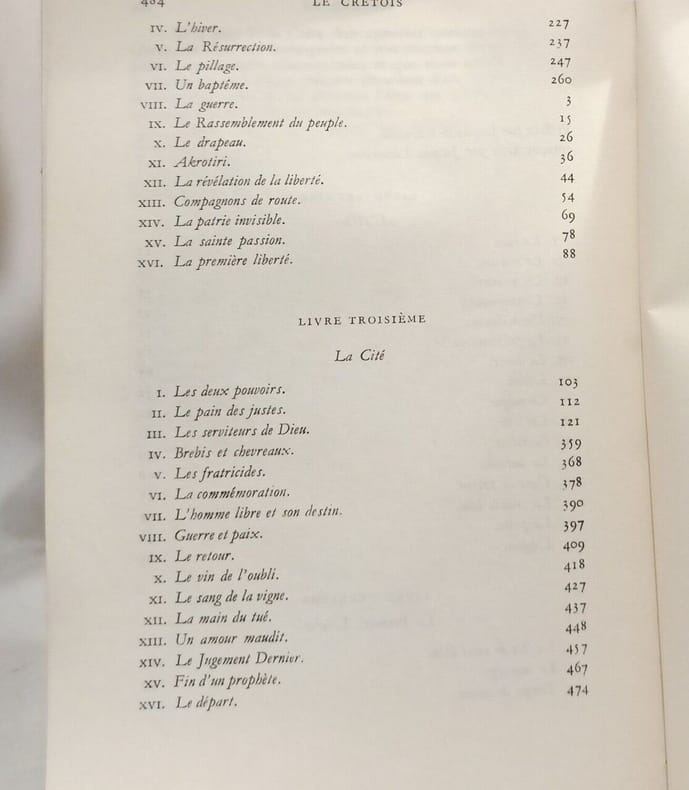 484 LE CRÉTOIS
IV. L'hiver. 227
V. La Résurrection. 237
VI. Le pillage. 247
VII. Un baptême. 260
VIII. La guerre. 3
IX. Le Rassemblement du peuple. 15
X. Le drapeau. 26
XI. Akrotiri. 36
XII. La révélation de la liberté. 44
XIII. Compagnons de route. 54
XIV. La patrie invisible. 69
XV. La sainte passion. 78
XVI. La première liberté. 88
LIVRE TROISIÈME
La Cité
I. Les deux pouvoirs. 103
II. Le pain des justes. 112
III. Les serviteurs de Dieu. 121
IV. Brebis et chevreaux. 359
V. Les fratricides. 368
VI. La commémoration. 378
VII. L'homme libre et son destin. 390
VIII. Guerre et paix. 397
IX. Le retour. 409
X. Le vin de l'oubli. 418
XI. Le sang de la vigne. 427
XII. La main du tué. 437
XIII. Un amour maudit. 448
XIV. Le Jugement Dernier. 457
XV. Fin d'un prophète. 467
XVI. Le départ. 474